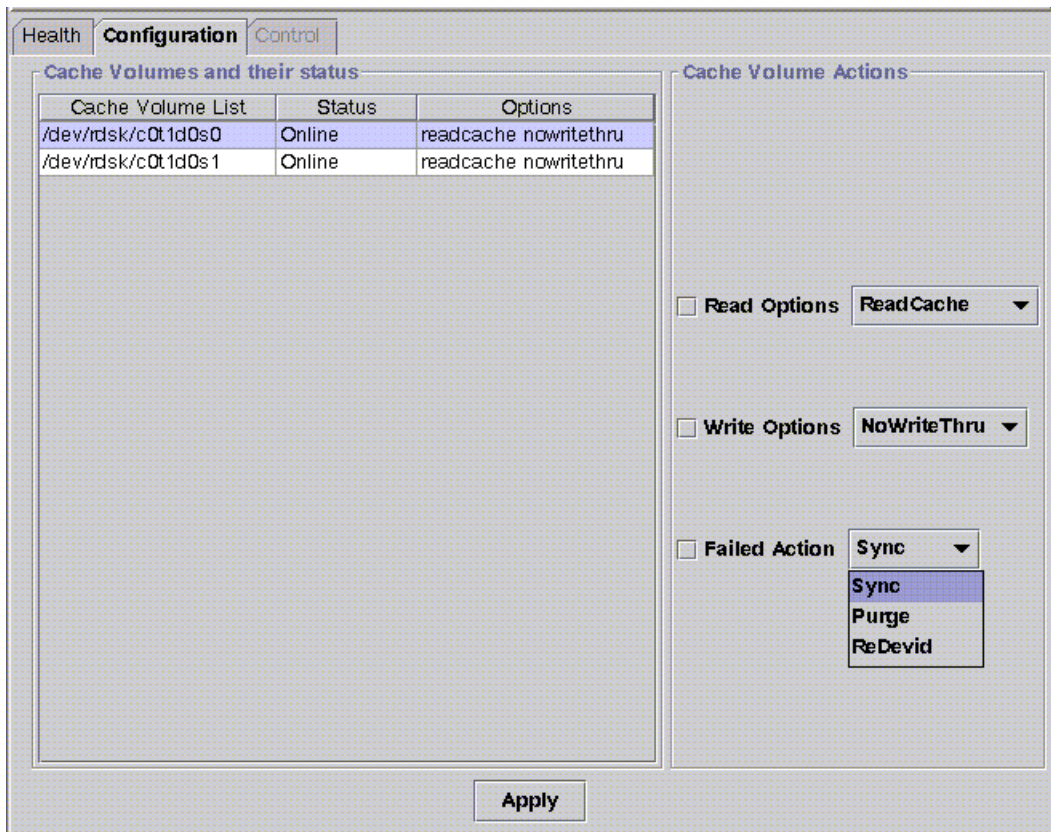 Health Configuration Control
Cache Volumes and their status
Cache Volume List Status Options
/dev/rdsk/c0t1d0s0 Online readcache nowritethru
/dev/rdsk/c0t1d0s1 Online readcache nowritethru
Cache Volume Actions
Read Options ReadCache
Write Options NoWriteThru
Failed Action Sync
Sync
Purge
ReDevid
Apply